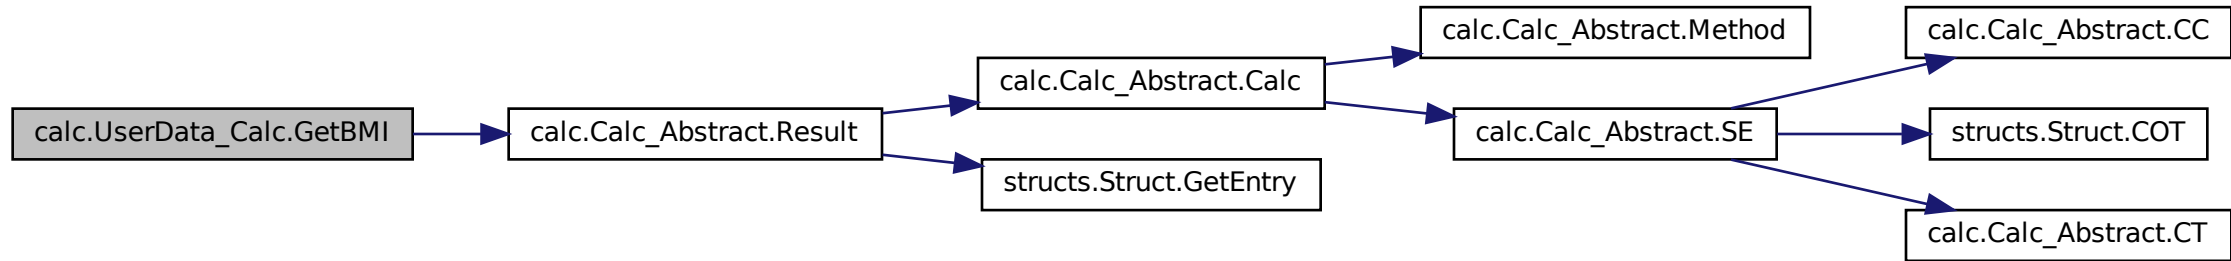 calc.UserData_Calc.GetBMI
calc.Calc_Abstract.Result
calc.Calc_Abstract.Calc
structs.Struct.GetEntry
calc.Calc_Abstract.Method
calc.Calc_Abstract.SE
calc.Calc_Abstract.CC
structs.Struct.COT
calc.Calc_Abstract.CT